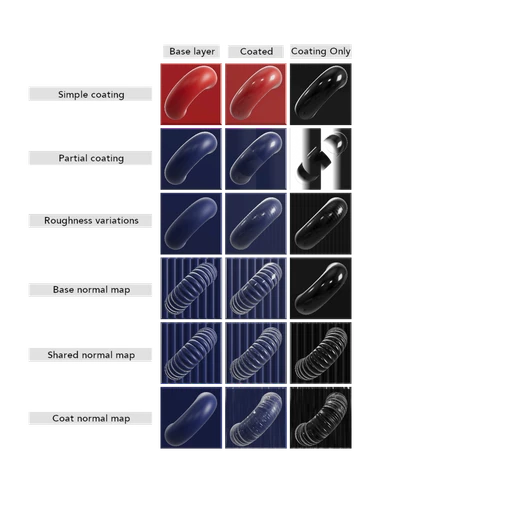 Base layer Coated Coating Only
Simple coating
Partial coating
Roughness variations
Base normal map
Shared normal map
Coat normal map